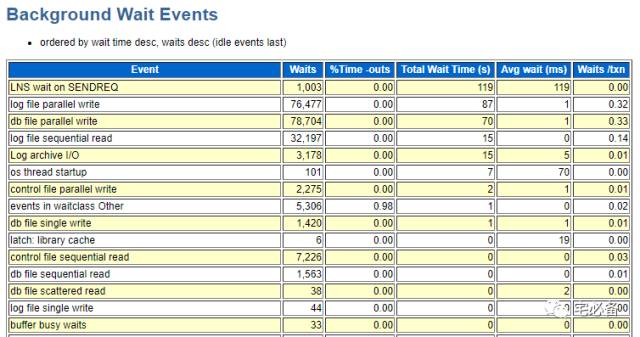 Background Wait Events
ordered by wait time desc, waits desc (idle events last)
Event Waits %Time -outs Total Wait Time (s) Avg wait (ms) Waits /txn
LNS wait on SENDREQ 1,003 0.00 119 119 0.00
log file parallel write 76,477 0.00 87 1 0.32
db file parallel write 78,704 0.00 70 1 0.33
log file sequential read 32,197 0.00 15 0 0.14
Log archive I/O 3,178 0.00 15 5 0.01
os thread startup 101 0.00 7 70 0.00
control file parallel write 2,275 0.00 2 1 0.01
events in waitclass Other 5,306 0.98 1 0 0.02
db file single write 1,420 0.00 1 1 0.01
latch: library cache 6 0.00 0 19 0.00
control file sequential read 7,226 0.00 0 0 0.03
db file sequential read 1,563 0.00 0 0 0.01
db file scattered read 38 0.00 0 2 0.00
log file single write 44 0.00 0 0 .00
buffer busy waits 33 0.00 0 0 0.00
宅必备